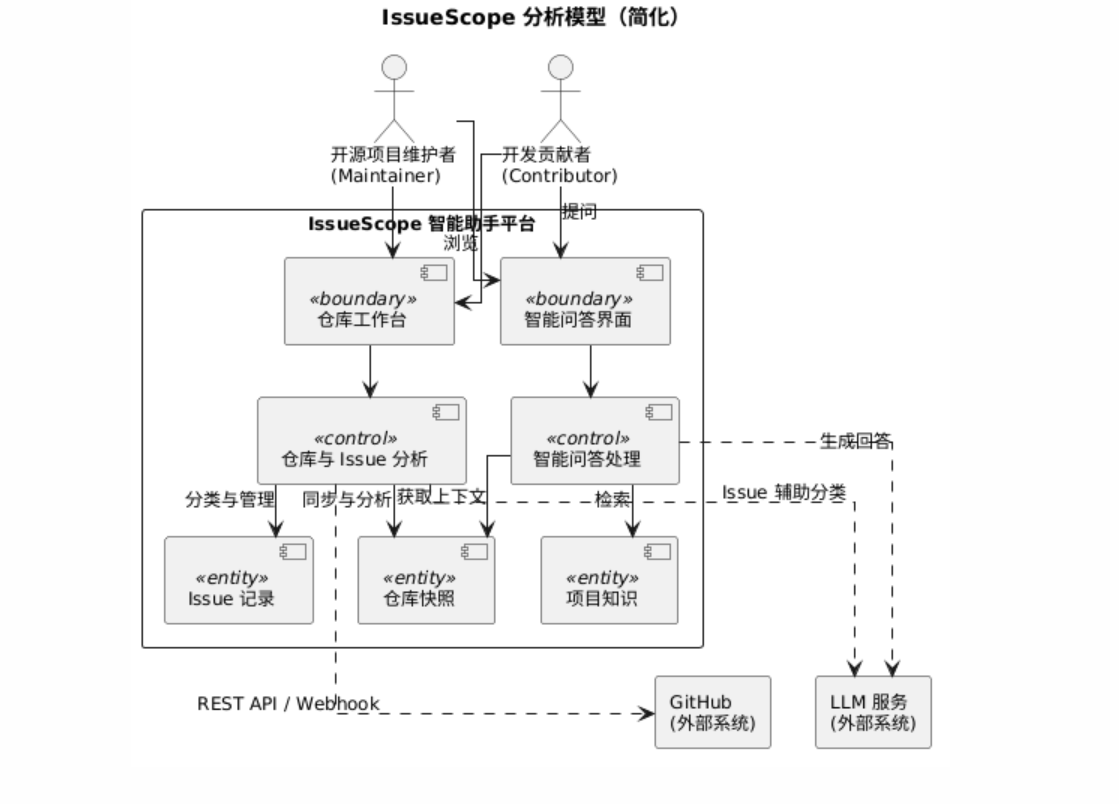 IssueScope 分析模型（简化）
开源项目维护者
(Maintainer)
开发贡献者
(Contributor)
提问
IssueScope 智能助手平台
浏览
«boundary»
仓库工作台
«boundary»
智能问答界面
«control»
仓库与 Issue 分析
«control»
智能问答处理
生成回答
分类与管理
同步与分析
获取上下文
检索
Issue 辅助分类
«entity»
Issue 记录
«entity»
仓库快照
«entity»
项目知识
REST API / Webhook
GitHub
(外部系统)
LLM 服务
(外部系统)